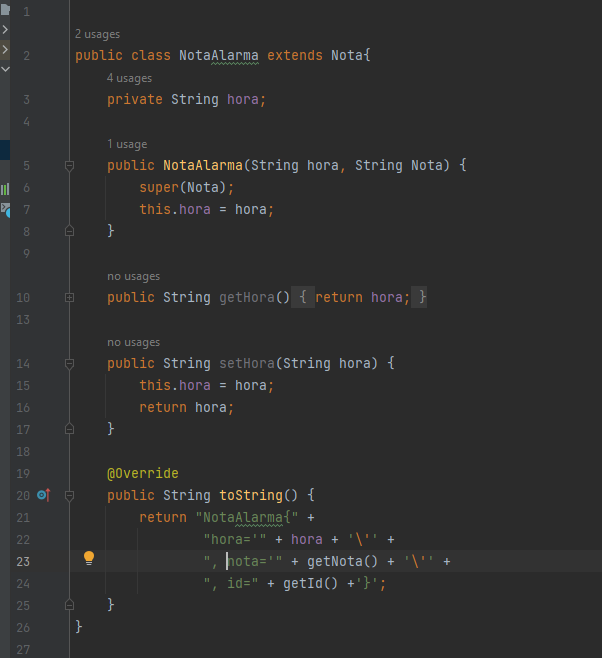 1
2 usages
2 public class NotaAlarma extends Nota{
4 usages
3 private String hora;
4
1 usage
5 public NotaAlarma(String hora, String Nota) {
6 super(Nota);
7 this.hora = hora;
8 }
9
no usages
10 public String getHora() { return hora; }
13
no usages
14 public String setHora(String hora) {
15 this.hora = hora;
16 return hora;
17 }
18
19 @Override
20 public String toString() {
21 return "NotaAlarma{" +
22 "hora='" + hora + '\'' +
23 ", nota='" + getNota() + '\'' +
24 ", id=" + getId() +'}';
25 }
26 }
27